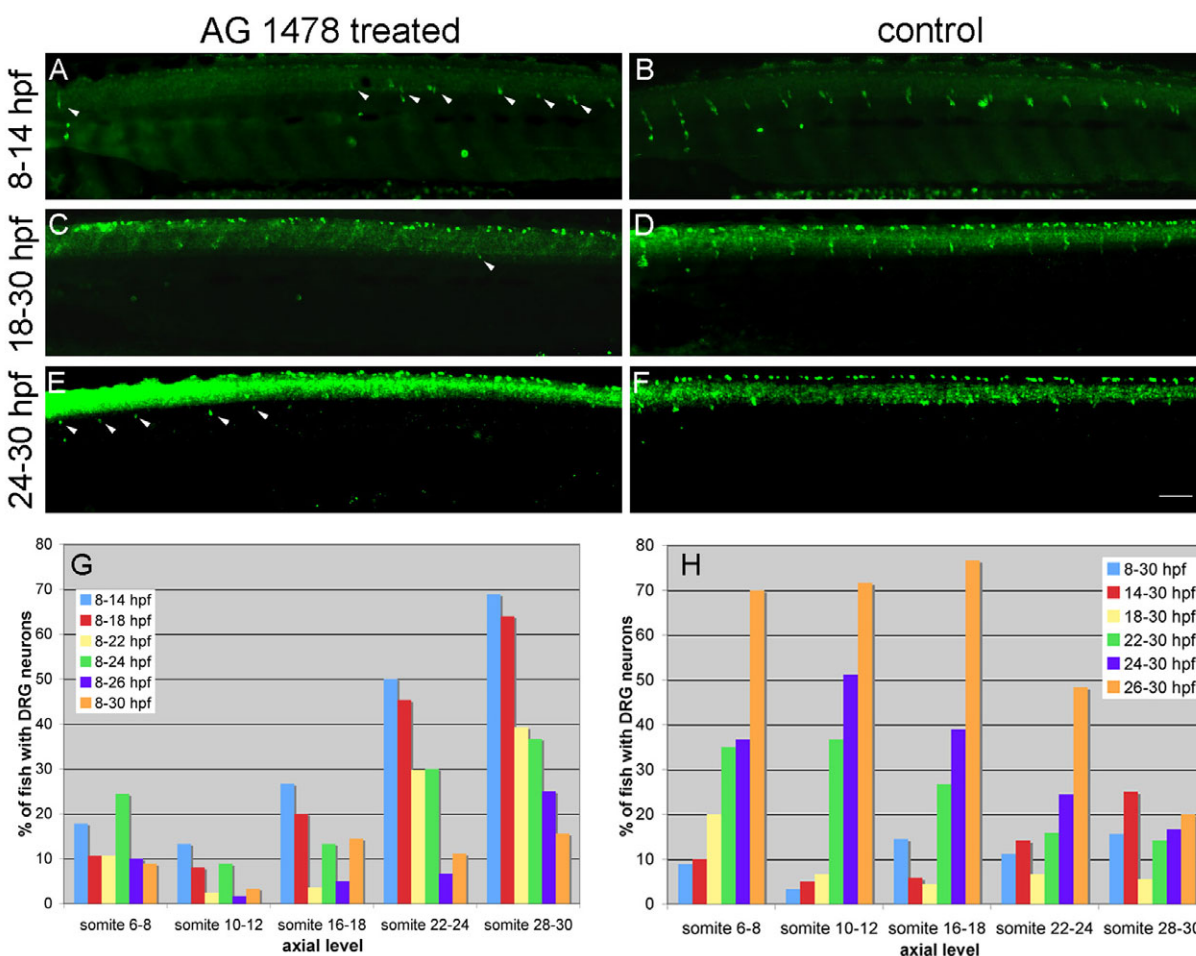 AG 1478 treated
control
8-14 hpf
A
B
18-30 hpf
C
D
24-30 hpf
E
F
G
80
70
60
50
40
30
20
10
0
% of fish with DRG neurons
8-14 hpf
8-18 hpf
8-22 hpf
8-24 hpf
8-26 hpf
8-30 hpf
somite 6-8
somite 10-12
somite 16-18
somite 22-24
somite 28-30
axial level
H
80
70
60
50
40
30
20
10
0
% of fish with DRG neurons
8-30 hpf
14-30 hpf
18-30 hpf
22-30 hpf
24-30 hpf
26-30 hpf
somite 6-8
somite 10-12
somite 16-18
somite 22-24
somite 28-30
axial level